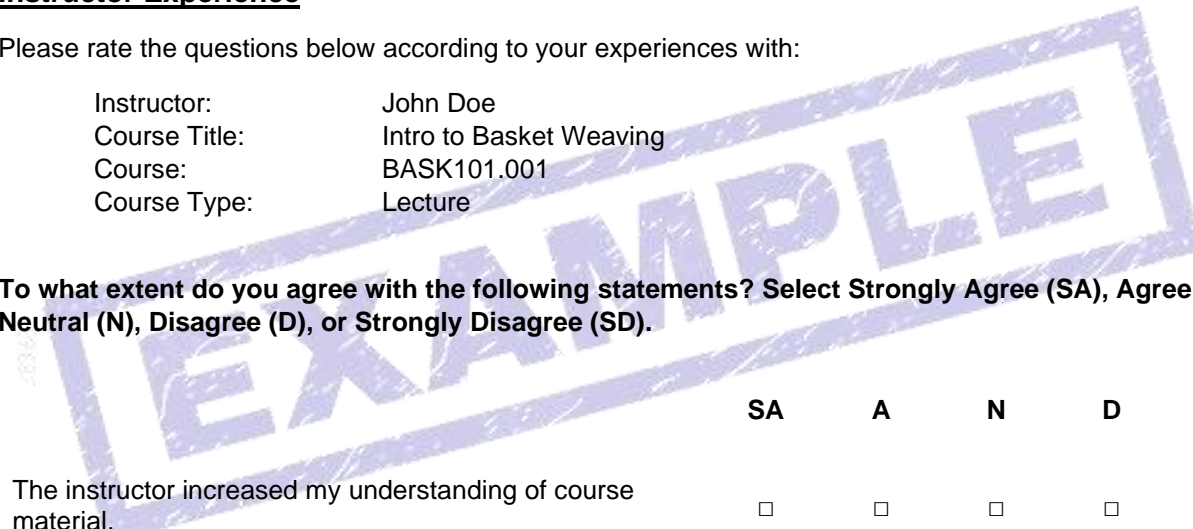 Instructor Experience
Please rate the questions below according to your experiences with:
Instructor: John Doe
Course Title: Intro to Basket Weaving
Course: BASK101.001
Course Type: Lecture
EXAMPLE
To what extent do you agree with the following statements? Select Strongly Agree (SA), Agree
Neutral (N), Disagree (D), or Strongly Disagree (SD).
SA A N D
The instructor increased my understanding of course
material.